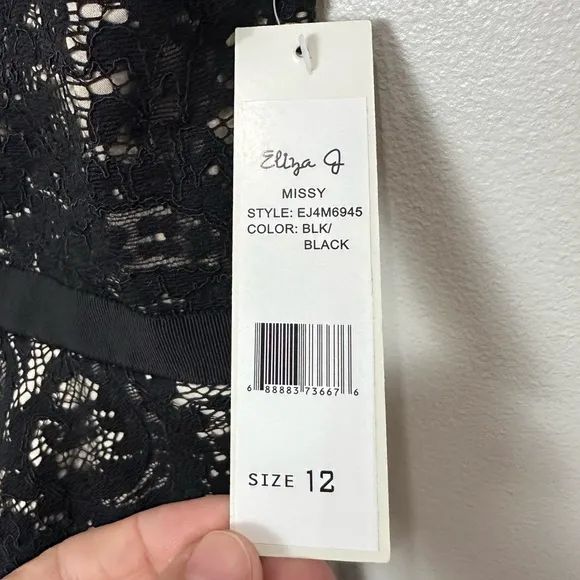 Eliza J
MISSY
STYLE: EJ4M6945
COLOR: BLK/
BLACK
6 88883 73667 6
SIZE 12